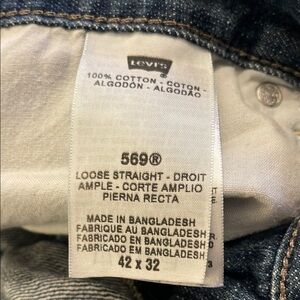 Levi's
100% COTTON - COTON -
ALGODÓN - ALGODÃO
569®
LOOSE STRAIGHT - DROIT
AMPLE - CORTE AMPLIO
PIERNA RECTA
MADE IN BANGLADESH
FABRIQUE AU BANGLADESH
FABRICADO EN BANGLADESH
FABRICADO EM BANGLADESH
42 x 32